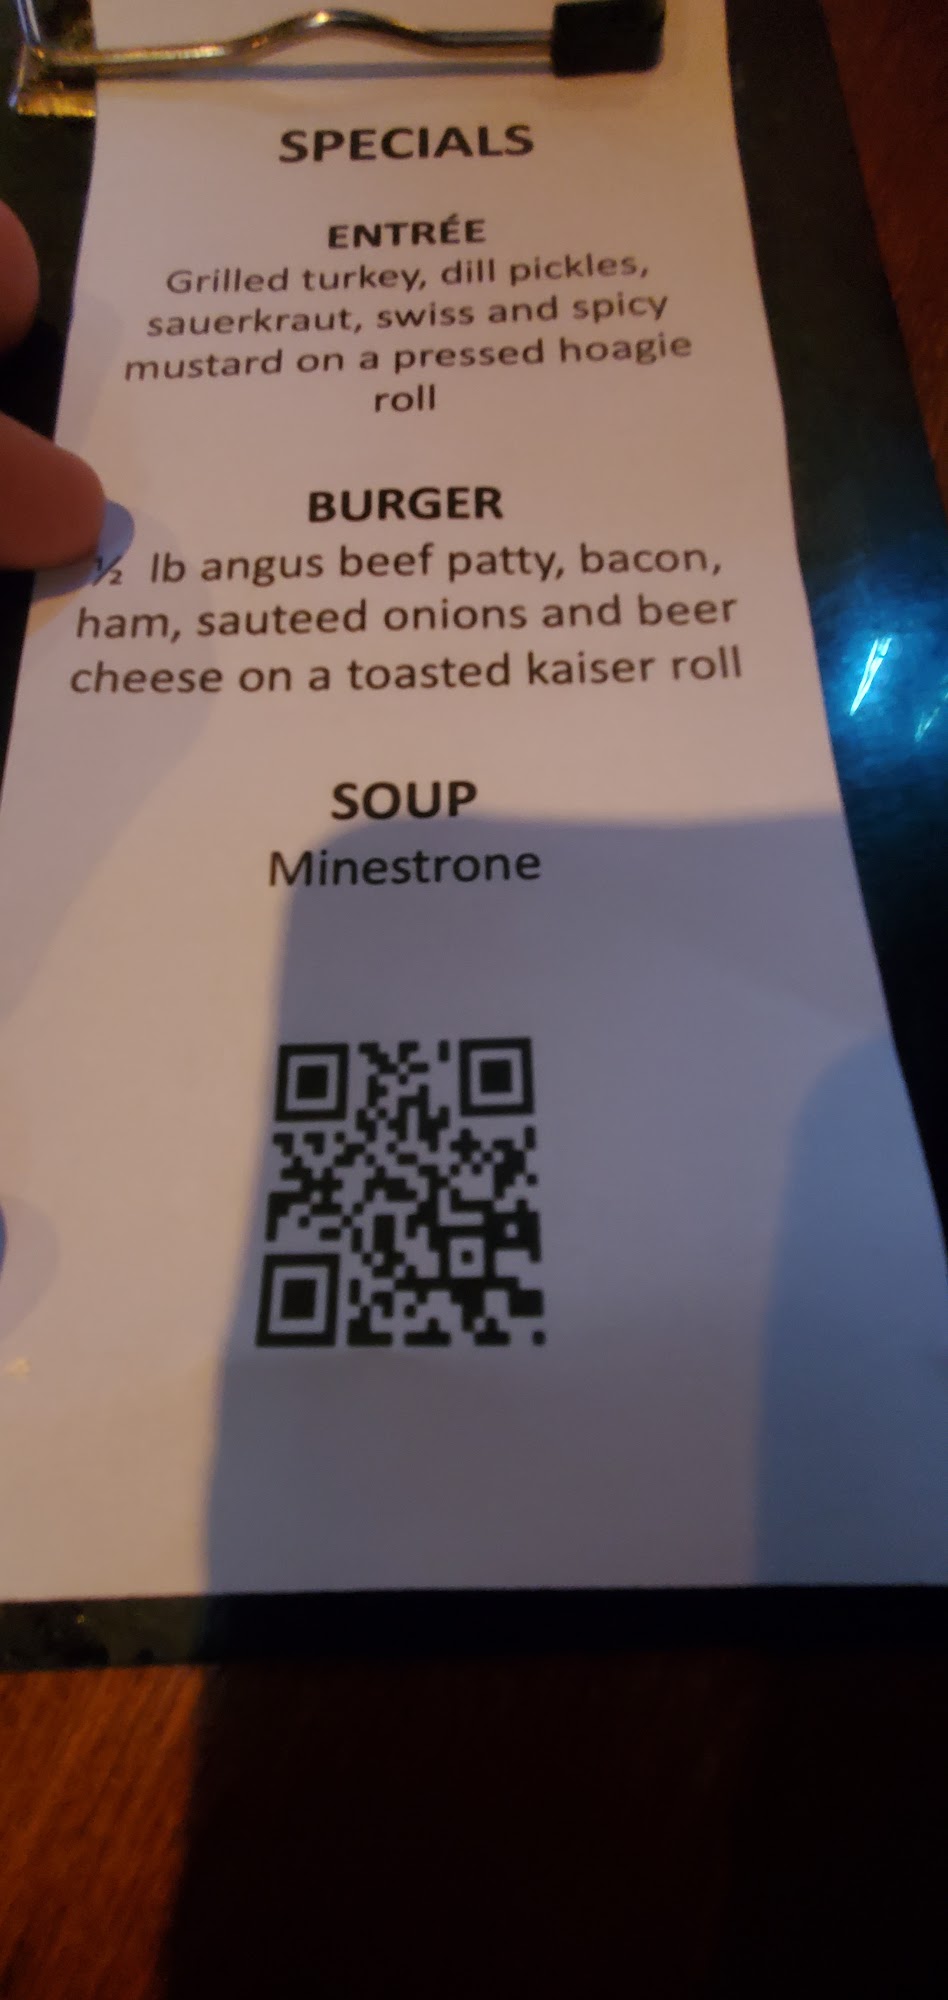 SPECIALS
ENTRÉE
Grilled turkey, dill pickles,
sauerkraut, swiss and spicy
mustard on a pressed hoagie
roll
BURGER
½ lb angus beef patty, bacon,
ham, sauteed onions and beer
cheese on a toasted kaiser roll
SOUP
Minestrone